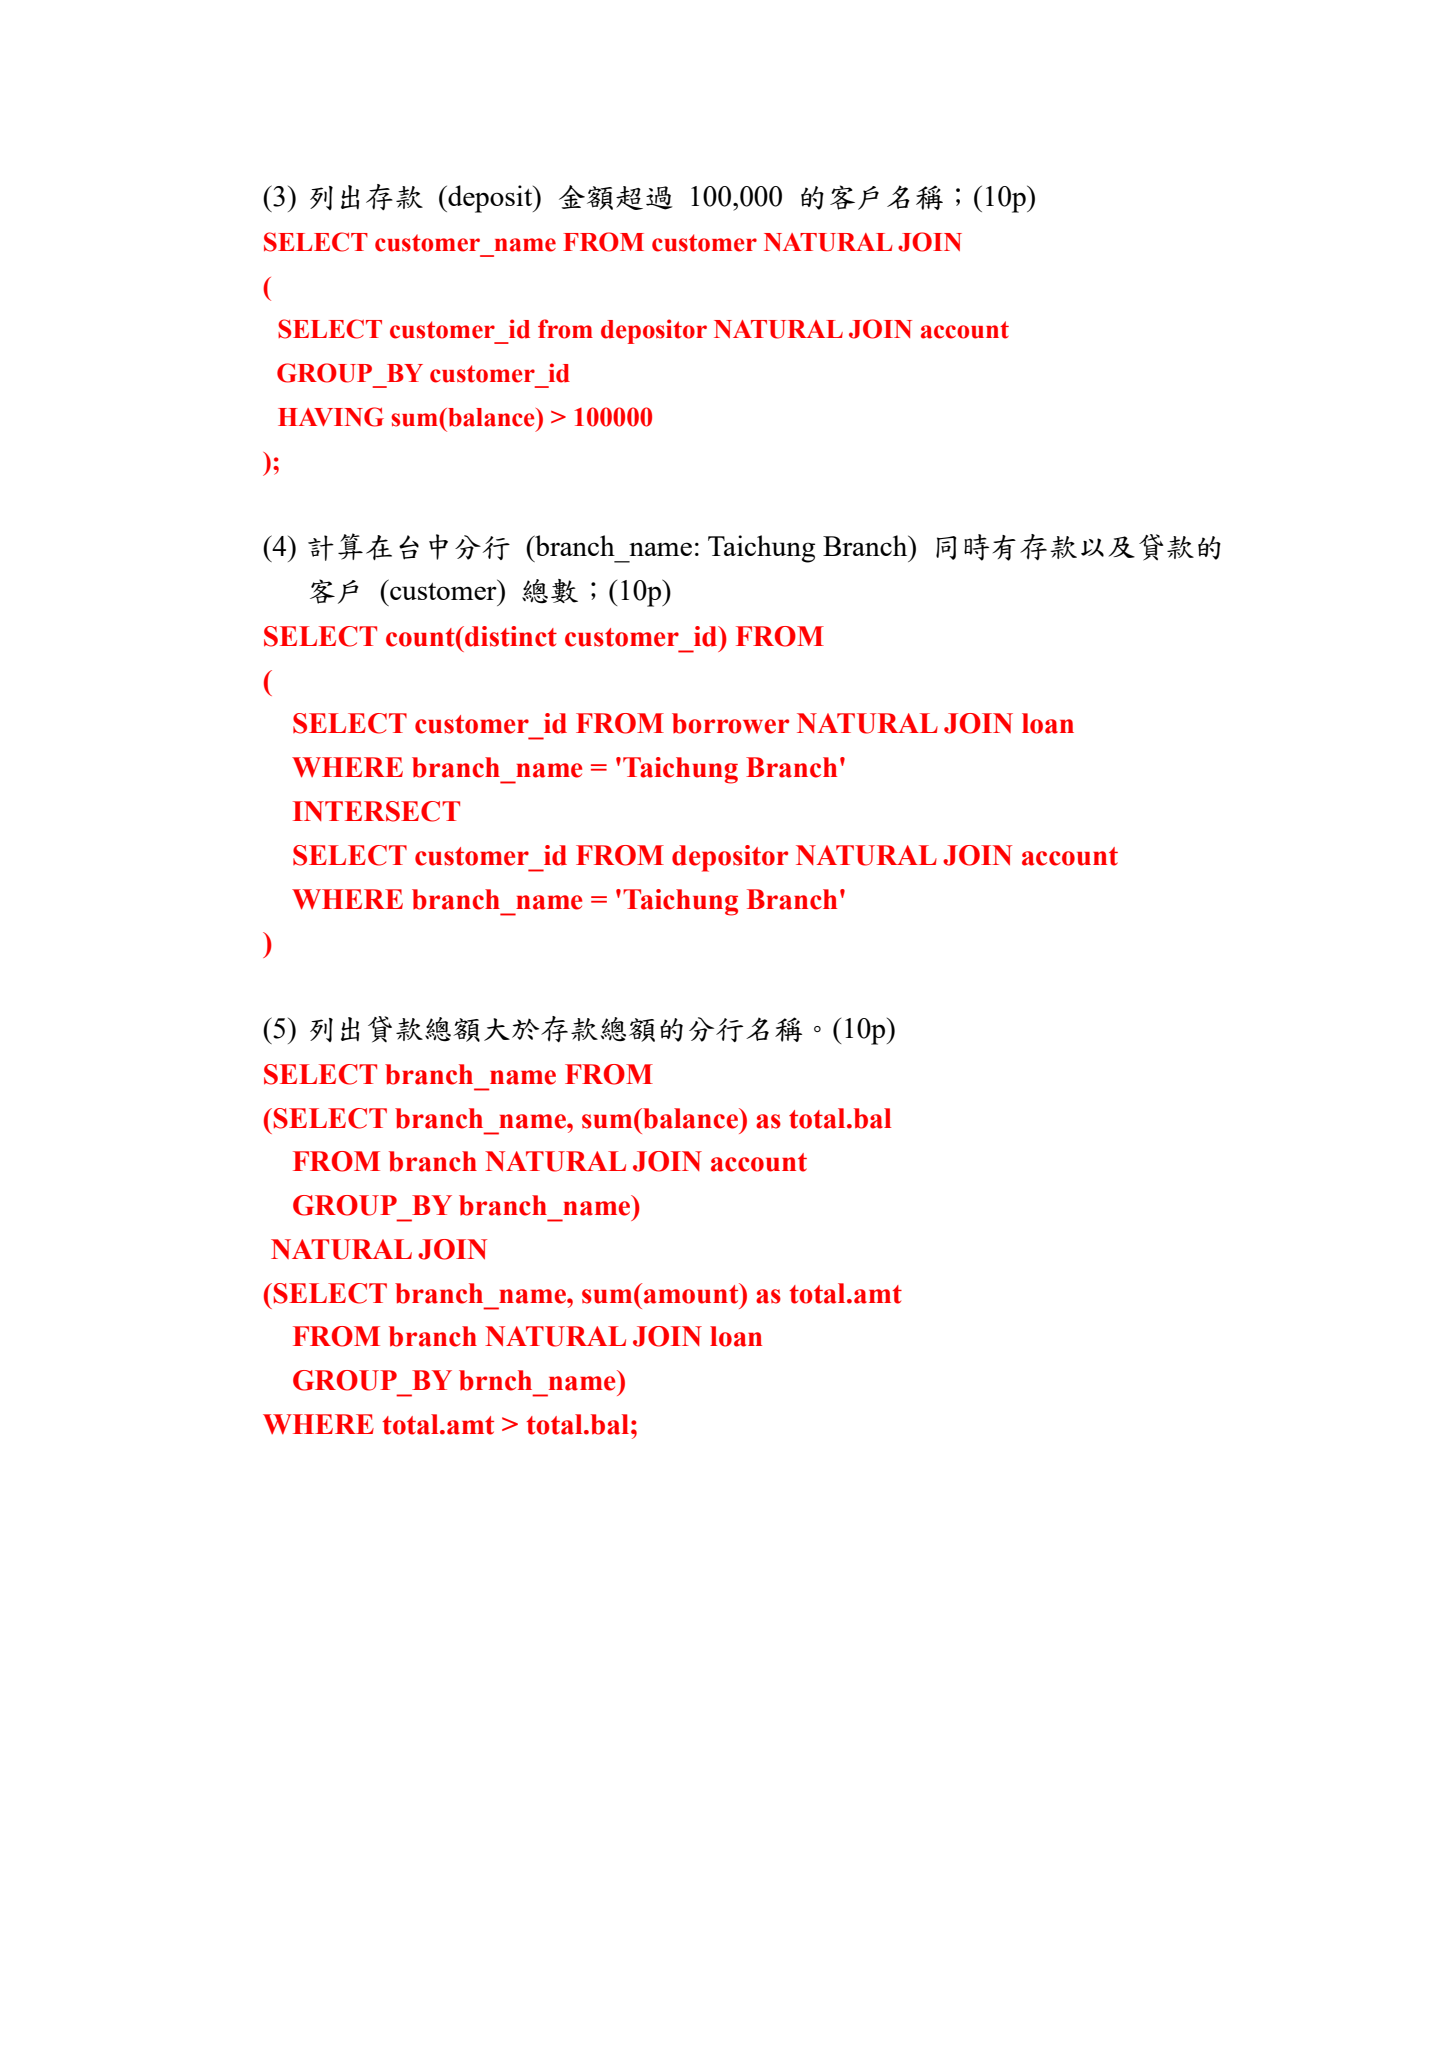 (3) 列出存款 (deposit) 金額超過 100,000 的客戶名稱；(10p)
SELECT customer_name FROM customer NATURAL JOIN
(
SELECT customer_id from depositor NATURAL JOIN account
GROUP_BY customer_id
HAVING sum(balance) > 100000
);
(4) 計算在台中分行 (branch_name: Taichung Branch) 同時有存款以及貸款的
客戶 (customer) 總數；(10p)
SELECT count(distinct customer_id) FROM
(
SELECT customer_id FROM borrower NATURAL JOIN loan
WHERE branch_name = 'Taichung Branch'
INTERSECT
SELECT customer_id FROM depositor NATURAL JOIN account
WHERE branch_name = 'Taichung Branch'
)
(5) 列出貸款總額大於存款總額的分行名稱。(10p)
SELECT branch_name FROM
(SELECT branch_name, sum(balance) as total.bal
FROM branch NATURAL JOIN account
GROUP_BY branch_name)
NATURAL JOIN
(SELECT branch_name, sum(amount) as total.amt
FROM branch NATURAL JOIN loan
GROUP_BY brnch_name)
WHERE total.amt > total.bal;